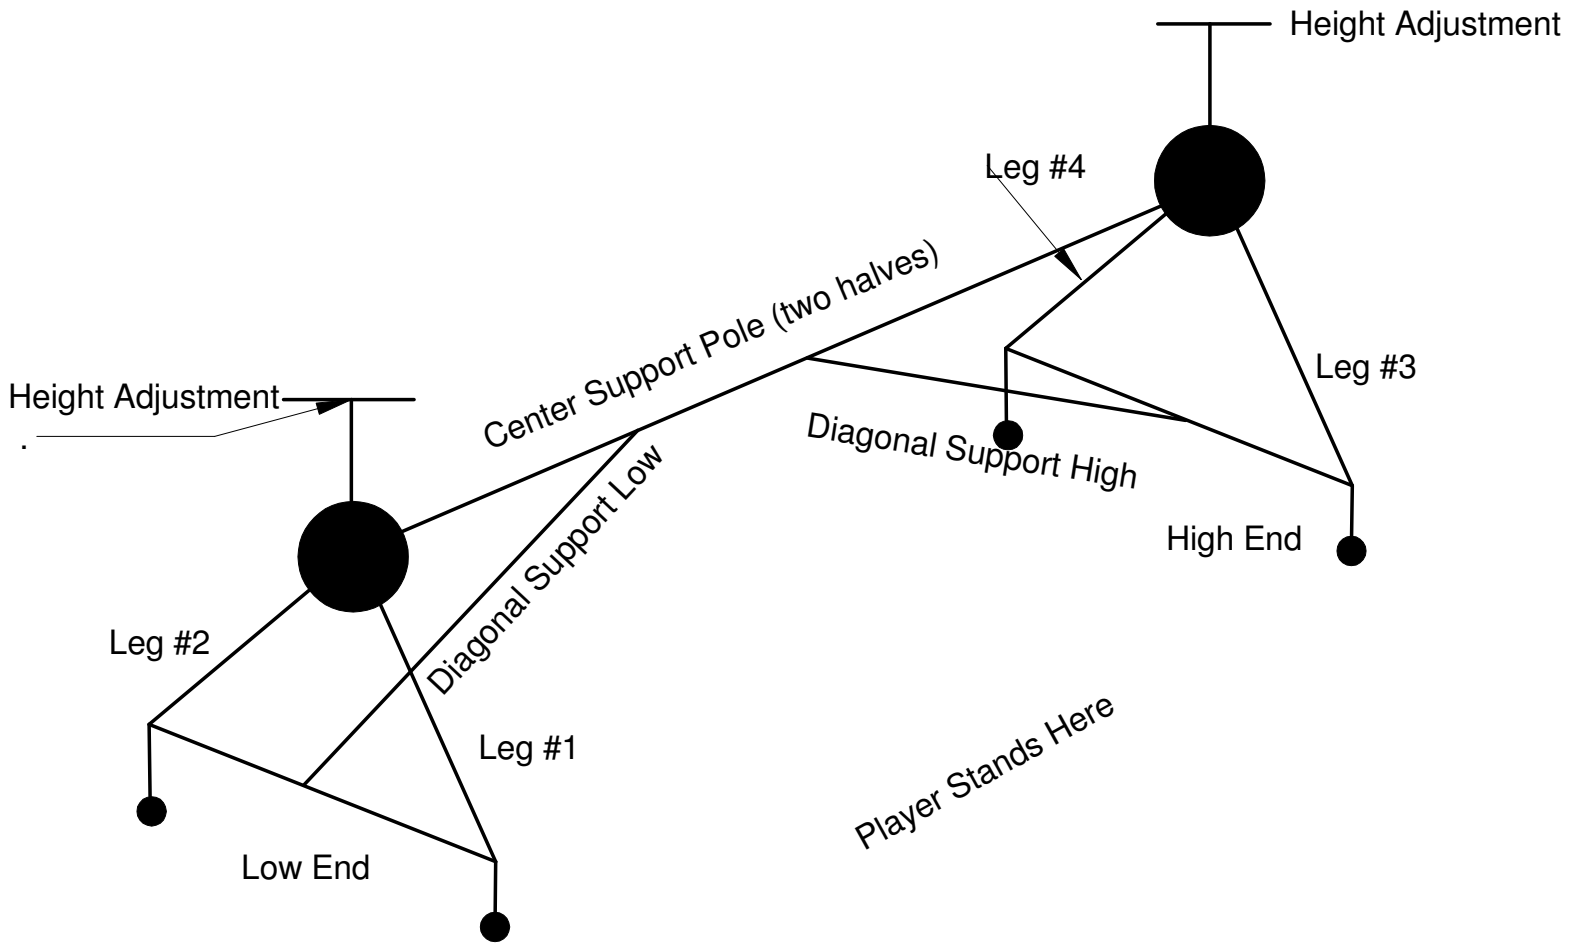 Height Adjustment
Leg #4
Center Support Pole (two halves)
Leg #3
Height Adjustment
.
Diagonal Support High
Diagonal Support Low
High End
Leg #2
Leg #1
Player Stands Here
Low End